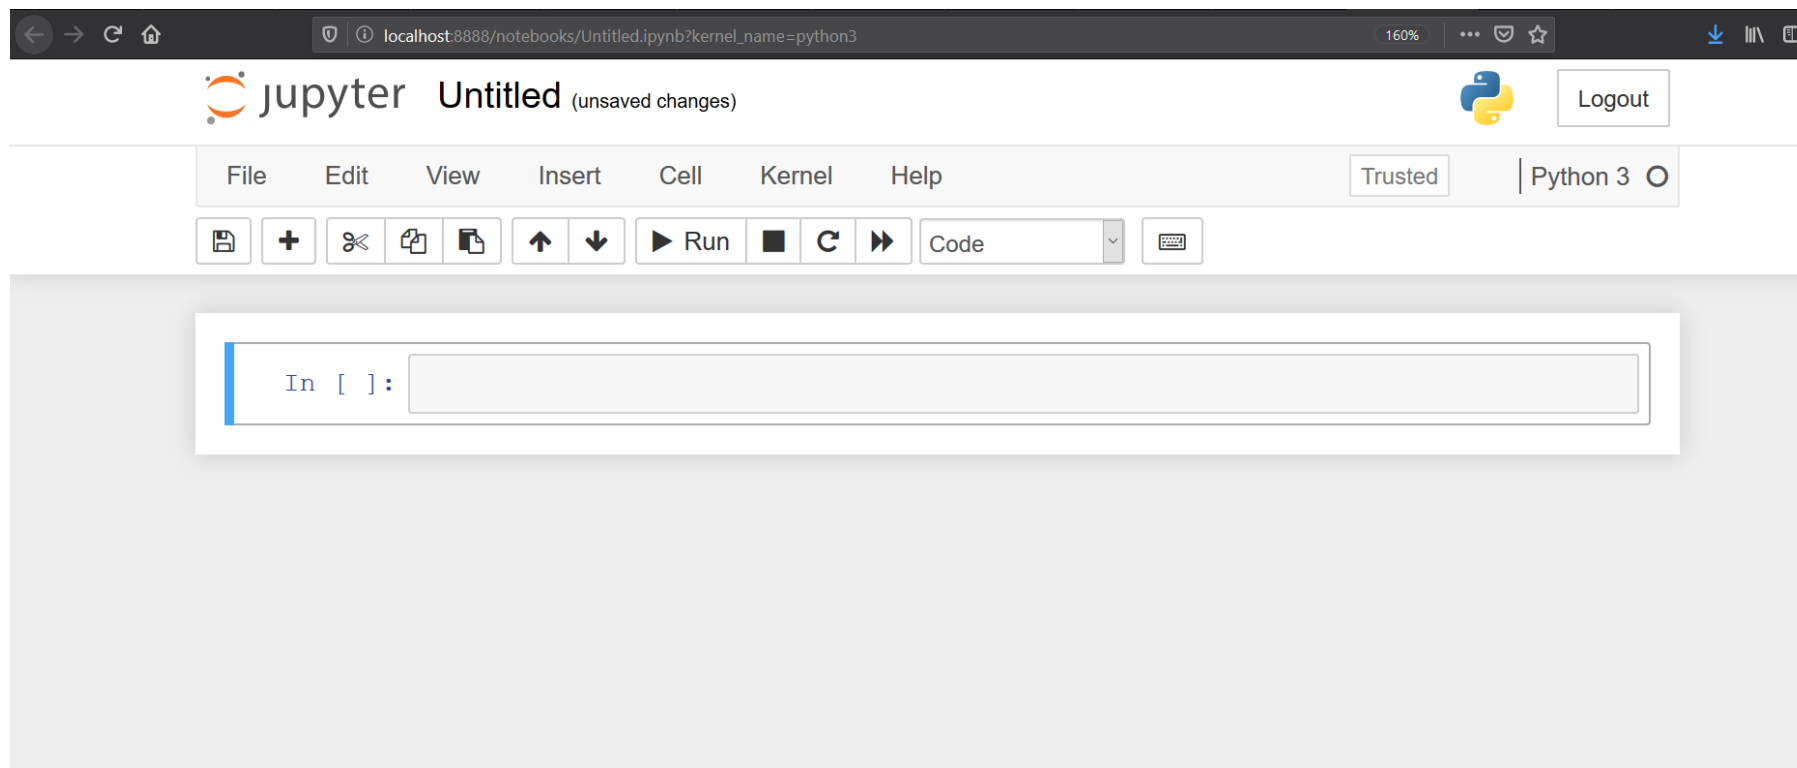 localhost:8888/notebooks/Untitled.ipynb?kernel_name=python3 160%
jupyter Untitled (unsaved changes) Logout
File Edit View Insert Cell Kernel Help Trusted Python 3
Run Code
In [ ]: